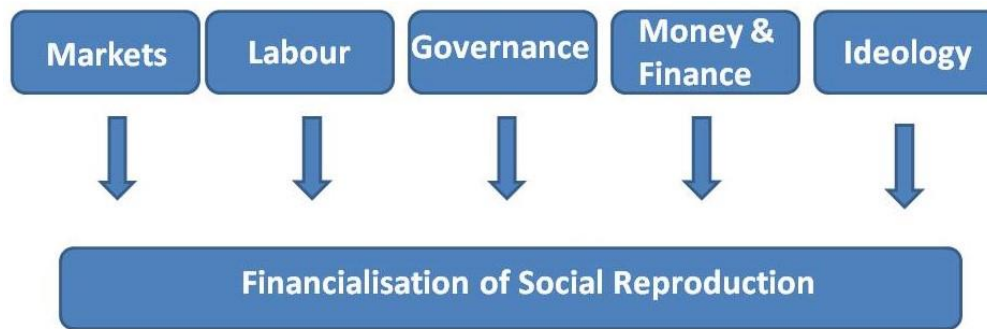 Markets
Labour
Governance
Money &
Finance
Ideology
Financialisation of Social Reproduction